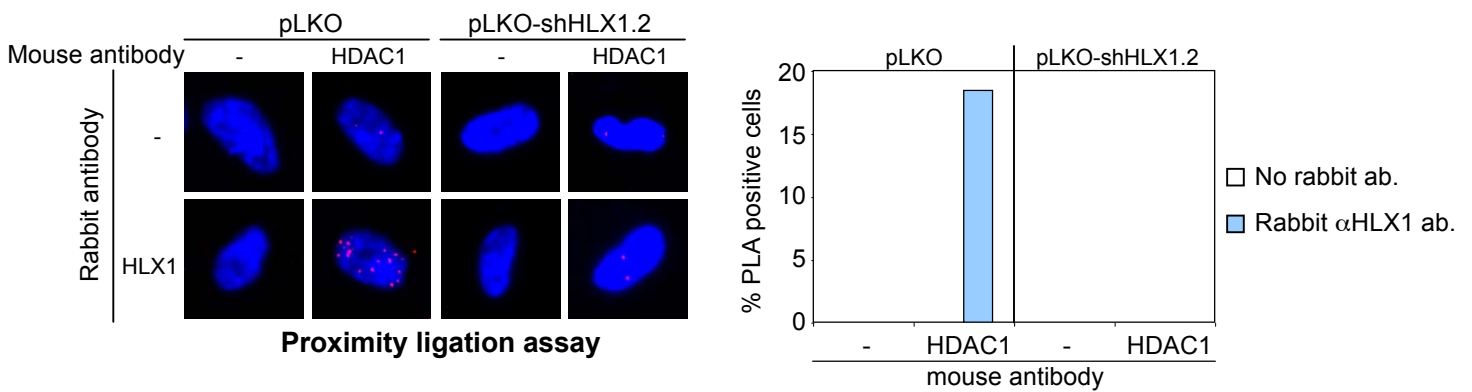 pLKO pLKO-shHLX1.2
Mouse antibody - HDAC1 - HDAC1
Rabbit antibody
-
HLX1
Proximity ligation assay
pLKO pLKO-shHLX1.2
% PLA positive cells
20
15
10
5
0
- HDAC1 - HDAC1
mouse antibody
No rabbit ab.
Rabbit αHLX1 ab.